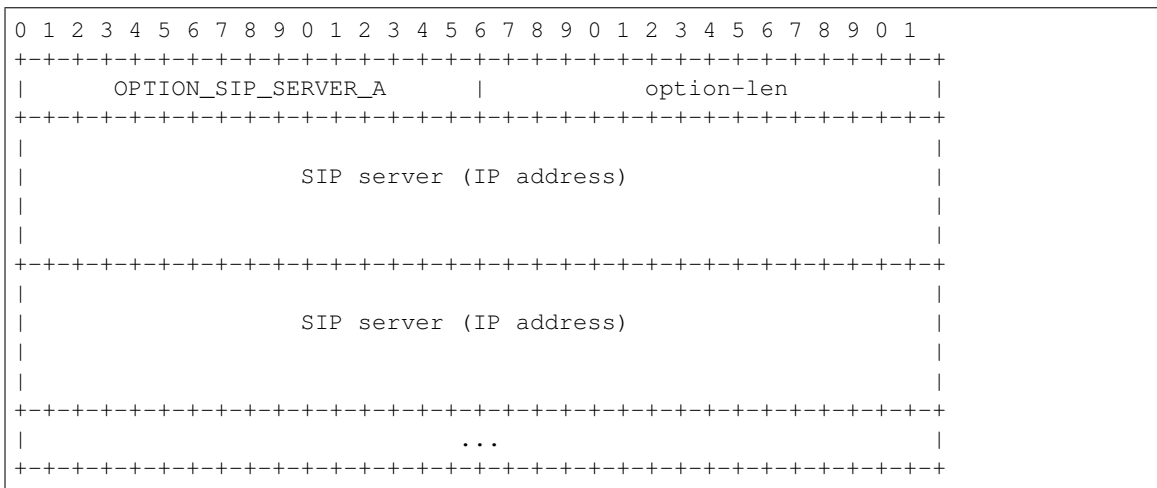 0 1 2 3 4 5 6 7 8 9 0 1 2 3 4 5 6 7 8 9 0 1 2 3 4 5 6 7 8 9 0 1
+-+-+-+-+-+-+-+-+-+-+-+-+-+-+-+-+-+-+-+-+-+-+-+-+-+-+-+-+-+-+-+-+
|      OPTION_SIP_SERVER_A      |           option-len          |
+-+-+-+-+-+-+-+-+-+-+-+-+-+-+-+-+-+-+-+-+-+-+-+-+-+-+-+-+-+-+-+-+
|                                                               |
|                   SIP server (IP address)                     |
|                                                               |
|                                                               |
+-+-+-+-+-+-+-+-+-+-+-+-+-+-+-+-+-+-+-+-+-+-+-+-+-+-+-+-+-+-+-+-+
|                                                               |
|                   SIP server (IP address)                     |
|                                                               |
|                                                               |
+-+-+-+-+-+-+-+-+-+-+-+-+-+-+-+-+-+-+-+-+-+-+-+-+-+-+-+-+-+-+-+-+
|                              ...                              |
+-+-+-+-+-+-+-+-+-+-+-+-+-+-+-+-+-+-+-+-+-+-+-+-+-+-+-+-+-+-+-+-+